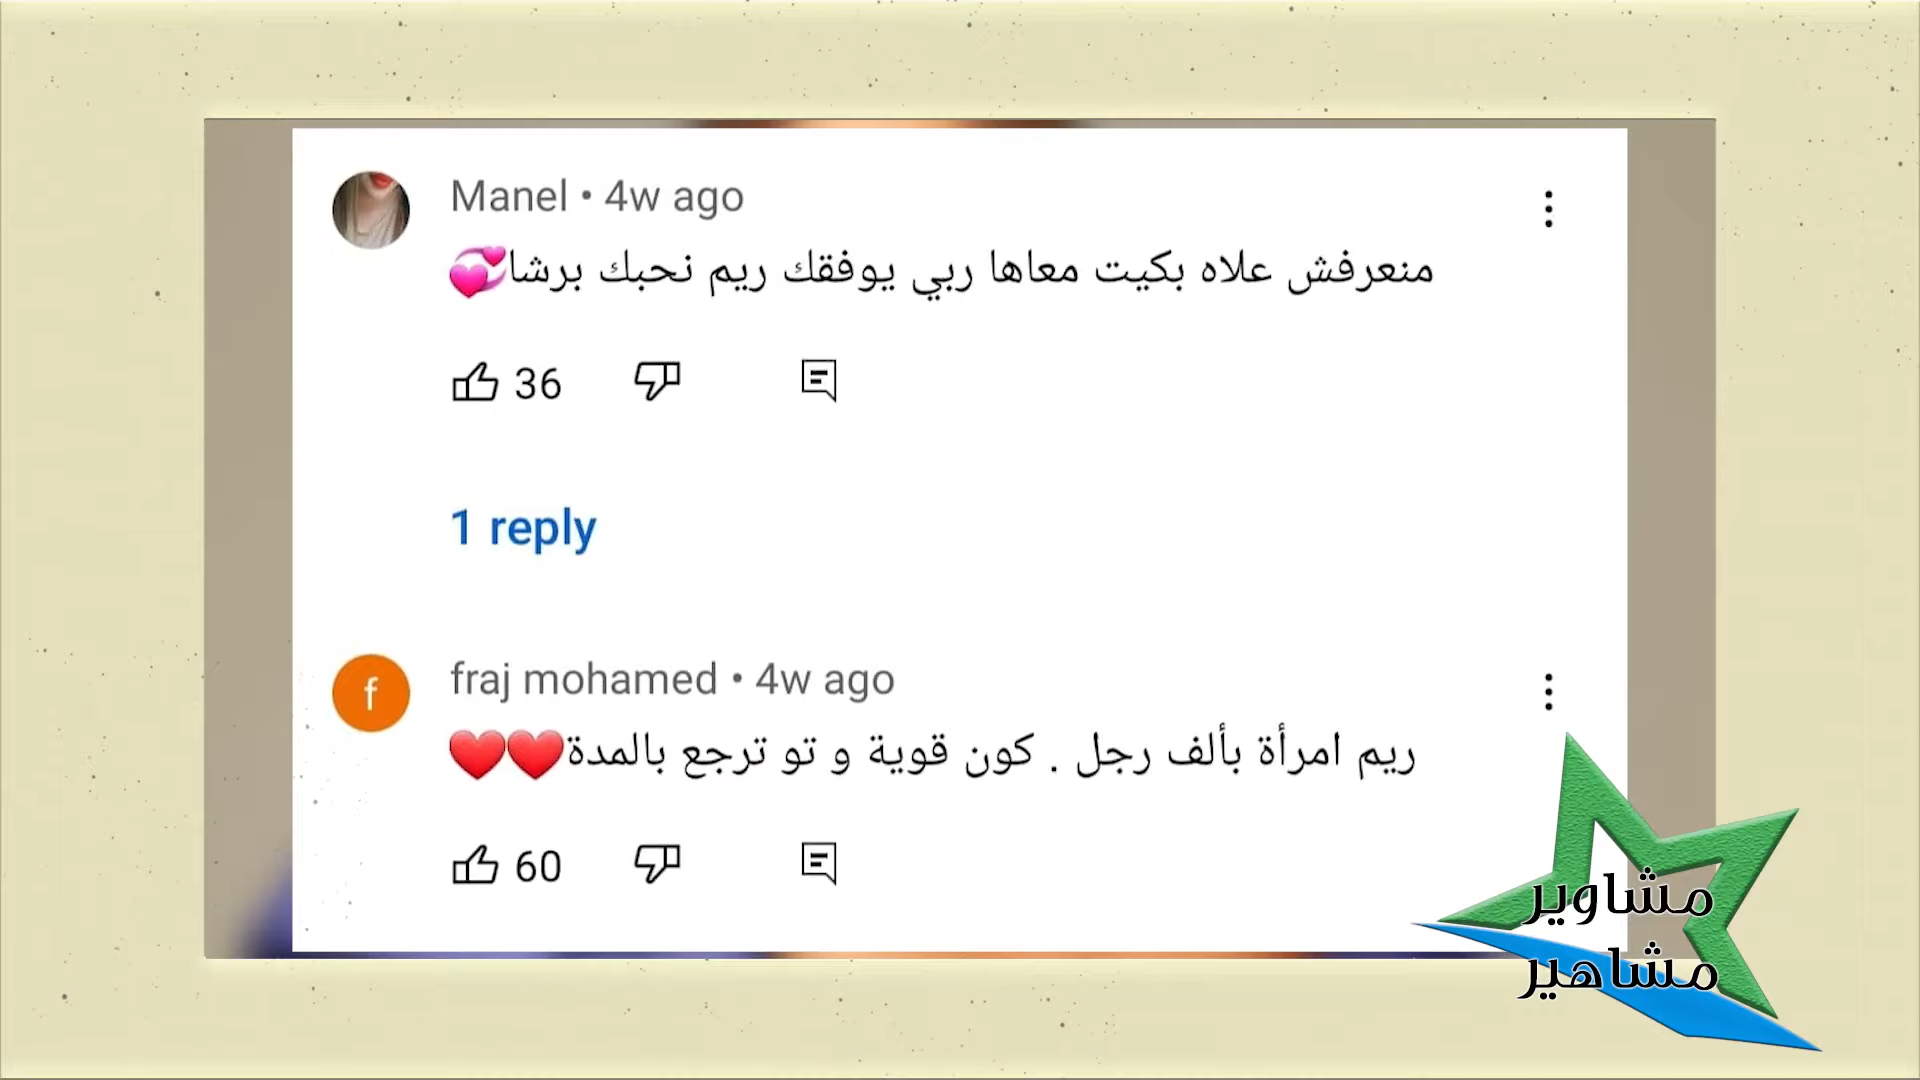 Manel • 4w ago
منعرفش علاه بكيت معاها ربي يوفقك ريم نحبك برشا💞
36
1 reply
f
fraj mohamed • 4w ago
ريم امرأة بألف رجل . كون قوية و تو ترجع بالمدة❤️❤️
60
مشاوير
مشاهير